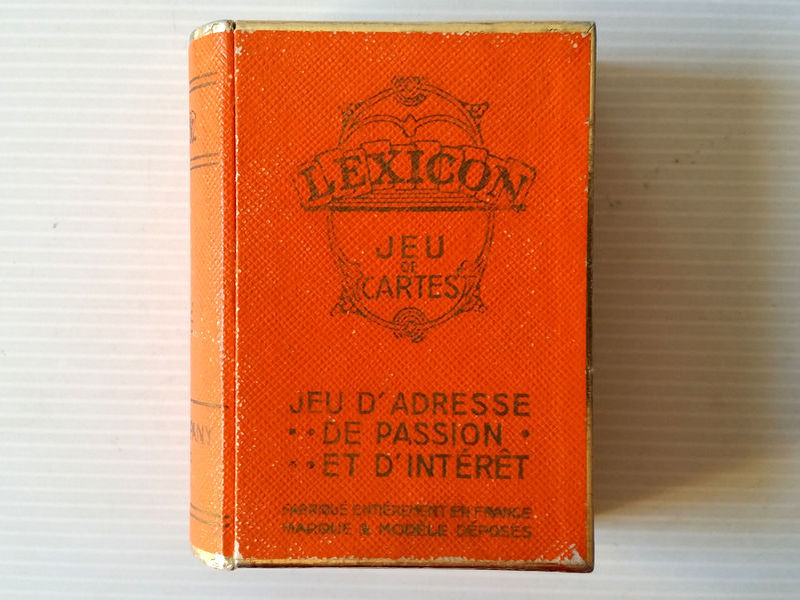 LEXICON
JEU
DE
CARTES
JEU D'ADRESSE
··DE PASSION·
··ET D'INTÉRÊT
FABRIQUÉ ENTIÈREMENT EN FRANCE
MARQUE & MODÈLE DÉPOSÉS